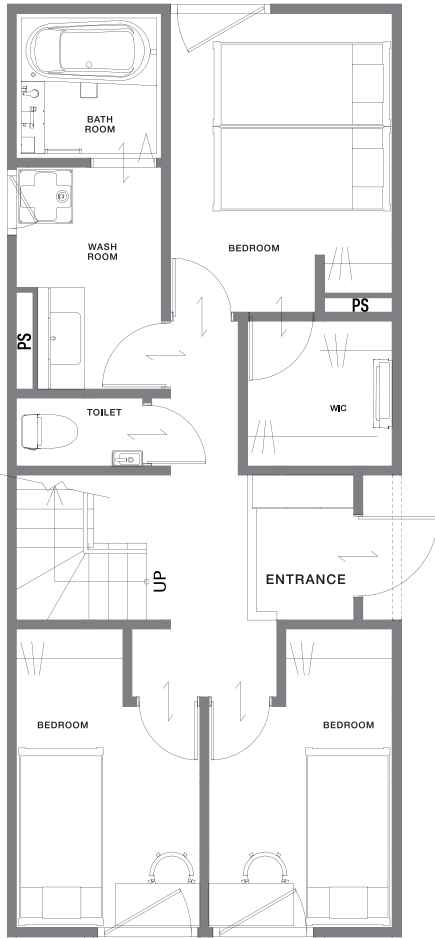 BATH
ROOM
WASH
ROOM
BEDROOM
PS
PS
WIC
TOILET
UP
ENTRANCE
BEDROOM
BEDROOM